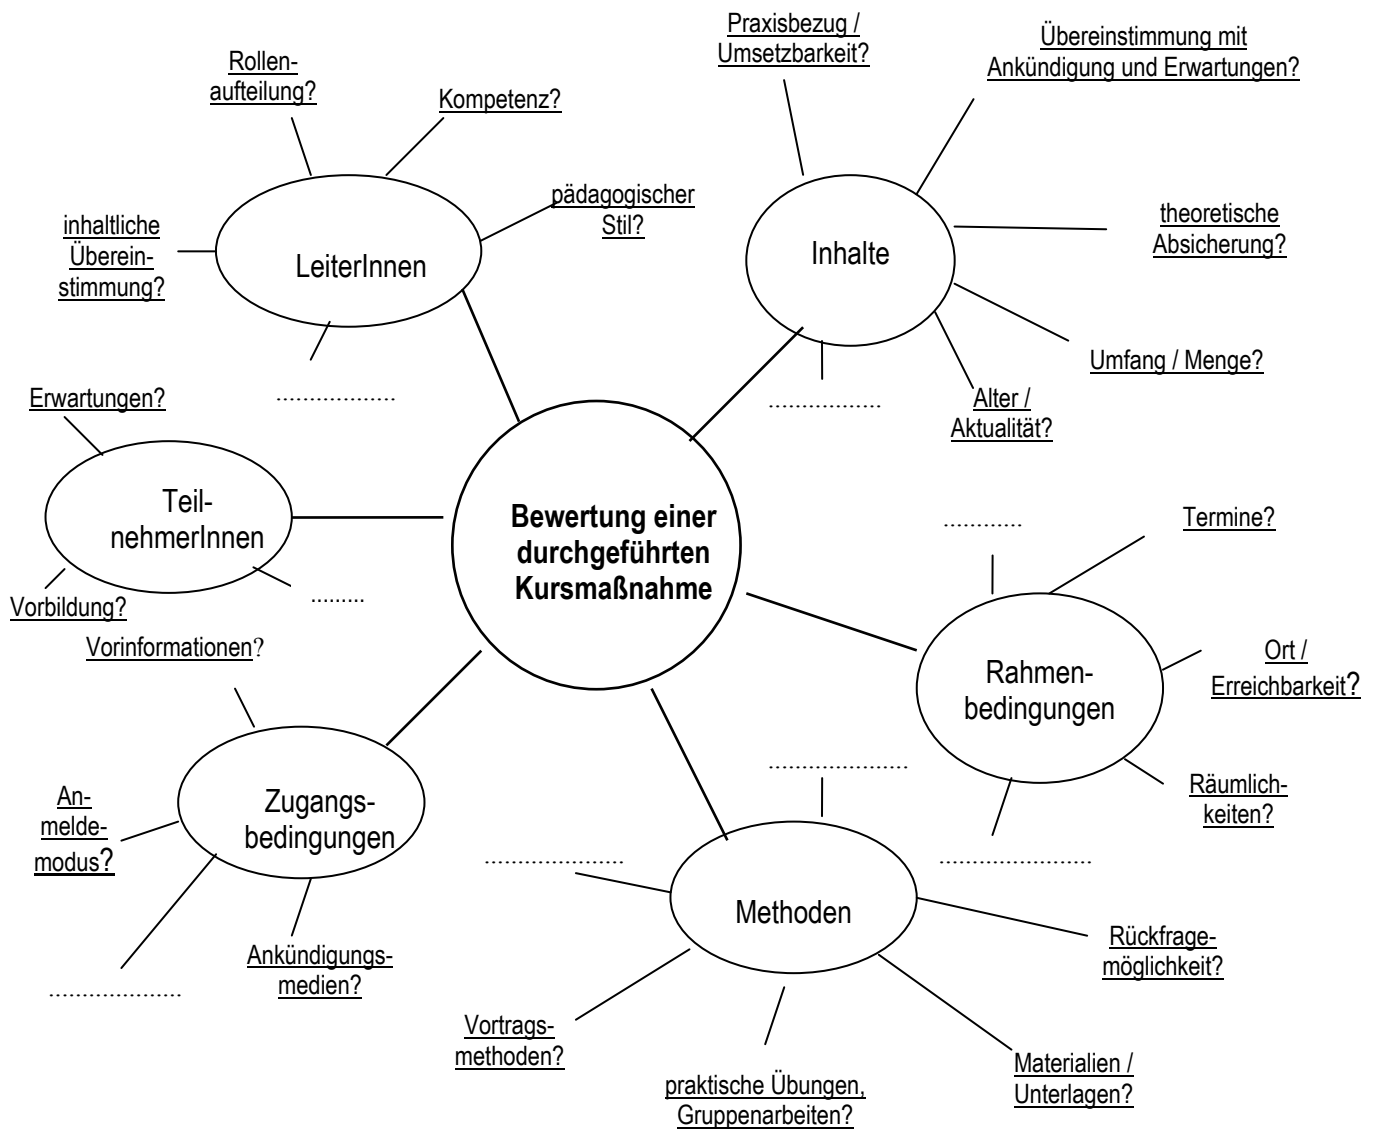 Praxisbezug /
Umsetzbarkeit?
Übereinstimmung mit
Ankündigung und Erwartungen?
Rollen-
aufteilung?
Kompetenz?
pädagogischer
Stil?
inhaltliche
Überein-
stimmung?
LeiterInnen
Inhalte
theoretische
Absicherung?
Umfang / Menge?
Alter /
Aktualität?
..................
.................
Erwartungen?
Teil-
nehmerInnen
Vorbildung?
.........
Bewertung einer
durchgeführten
Kursmaßnahme
............
Termine?
Rahmen-
bedingungen
Ort /
Erreichbarkeit?
Räumlich-
keiten?
.......................
Vorinformationen?
Zugangs-
bedingungen
An-
melde-
modus?
Ankündigungs-
medien?
....................
.....................
.....................
Methoden
Rückfrage-
möglichkeit?
Vortrags-
methoden?
praktische Übungen,
Gruppenarbeiten?
Materialien /
Unterlagen?